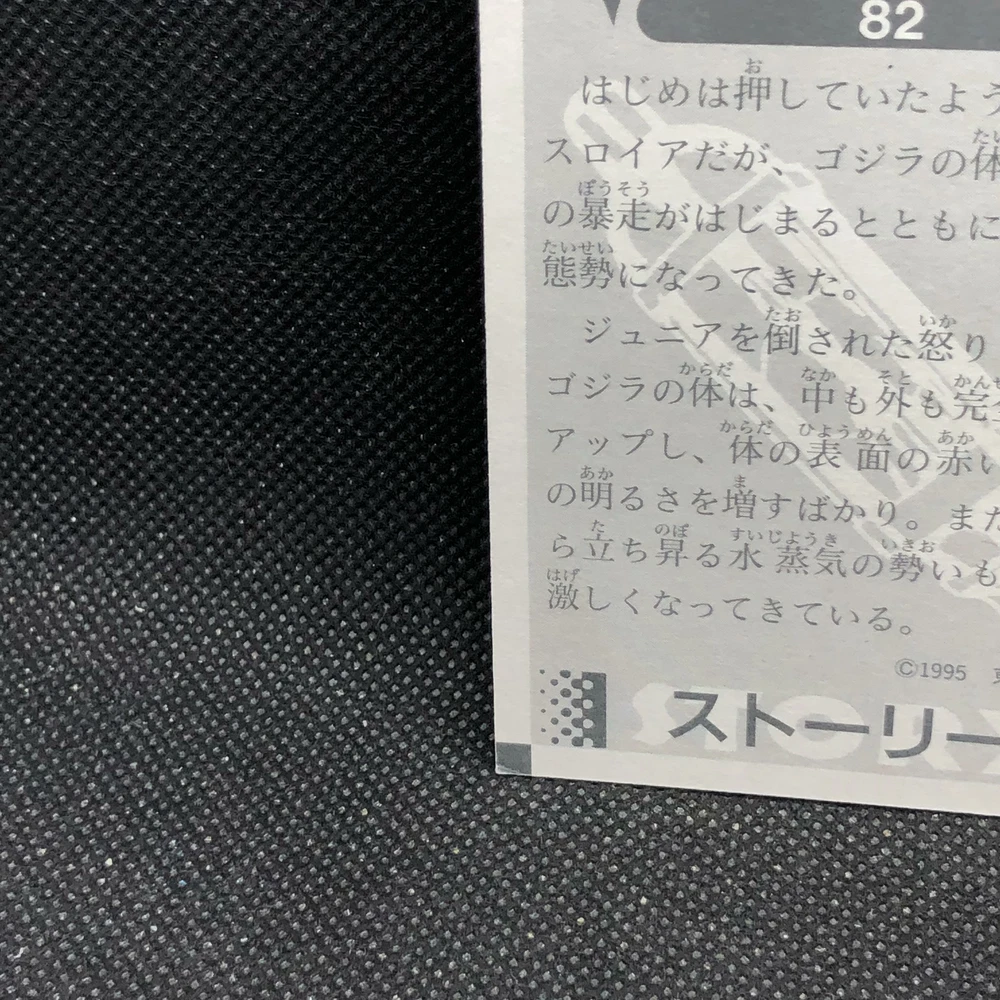 82
はじめは押していたよう
スロイアだが、ゴジラの体
の暴走がはじまるとともに
態勢になってきた。
ジュニアを倒された怒り
ゴジラの体は、中も外も完
アップし、体の表面の赤い
の明るさを増すばかり。また
ら立ち昇る水蒸気の勢いも
激しくなってきている。
©1995
ストーリー